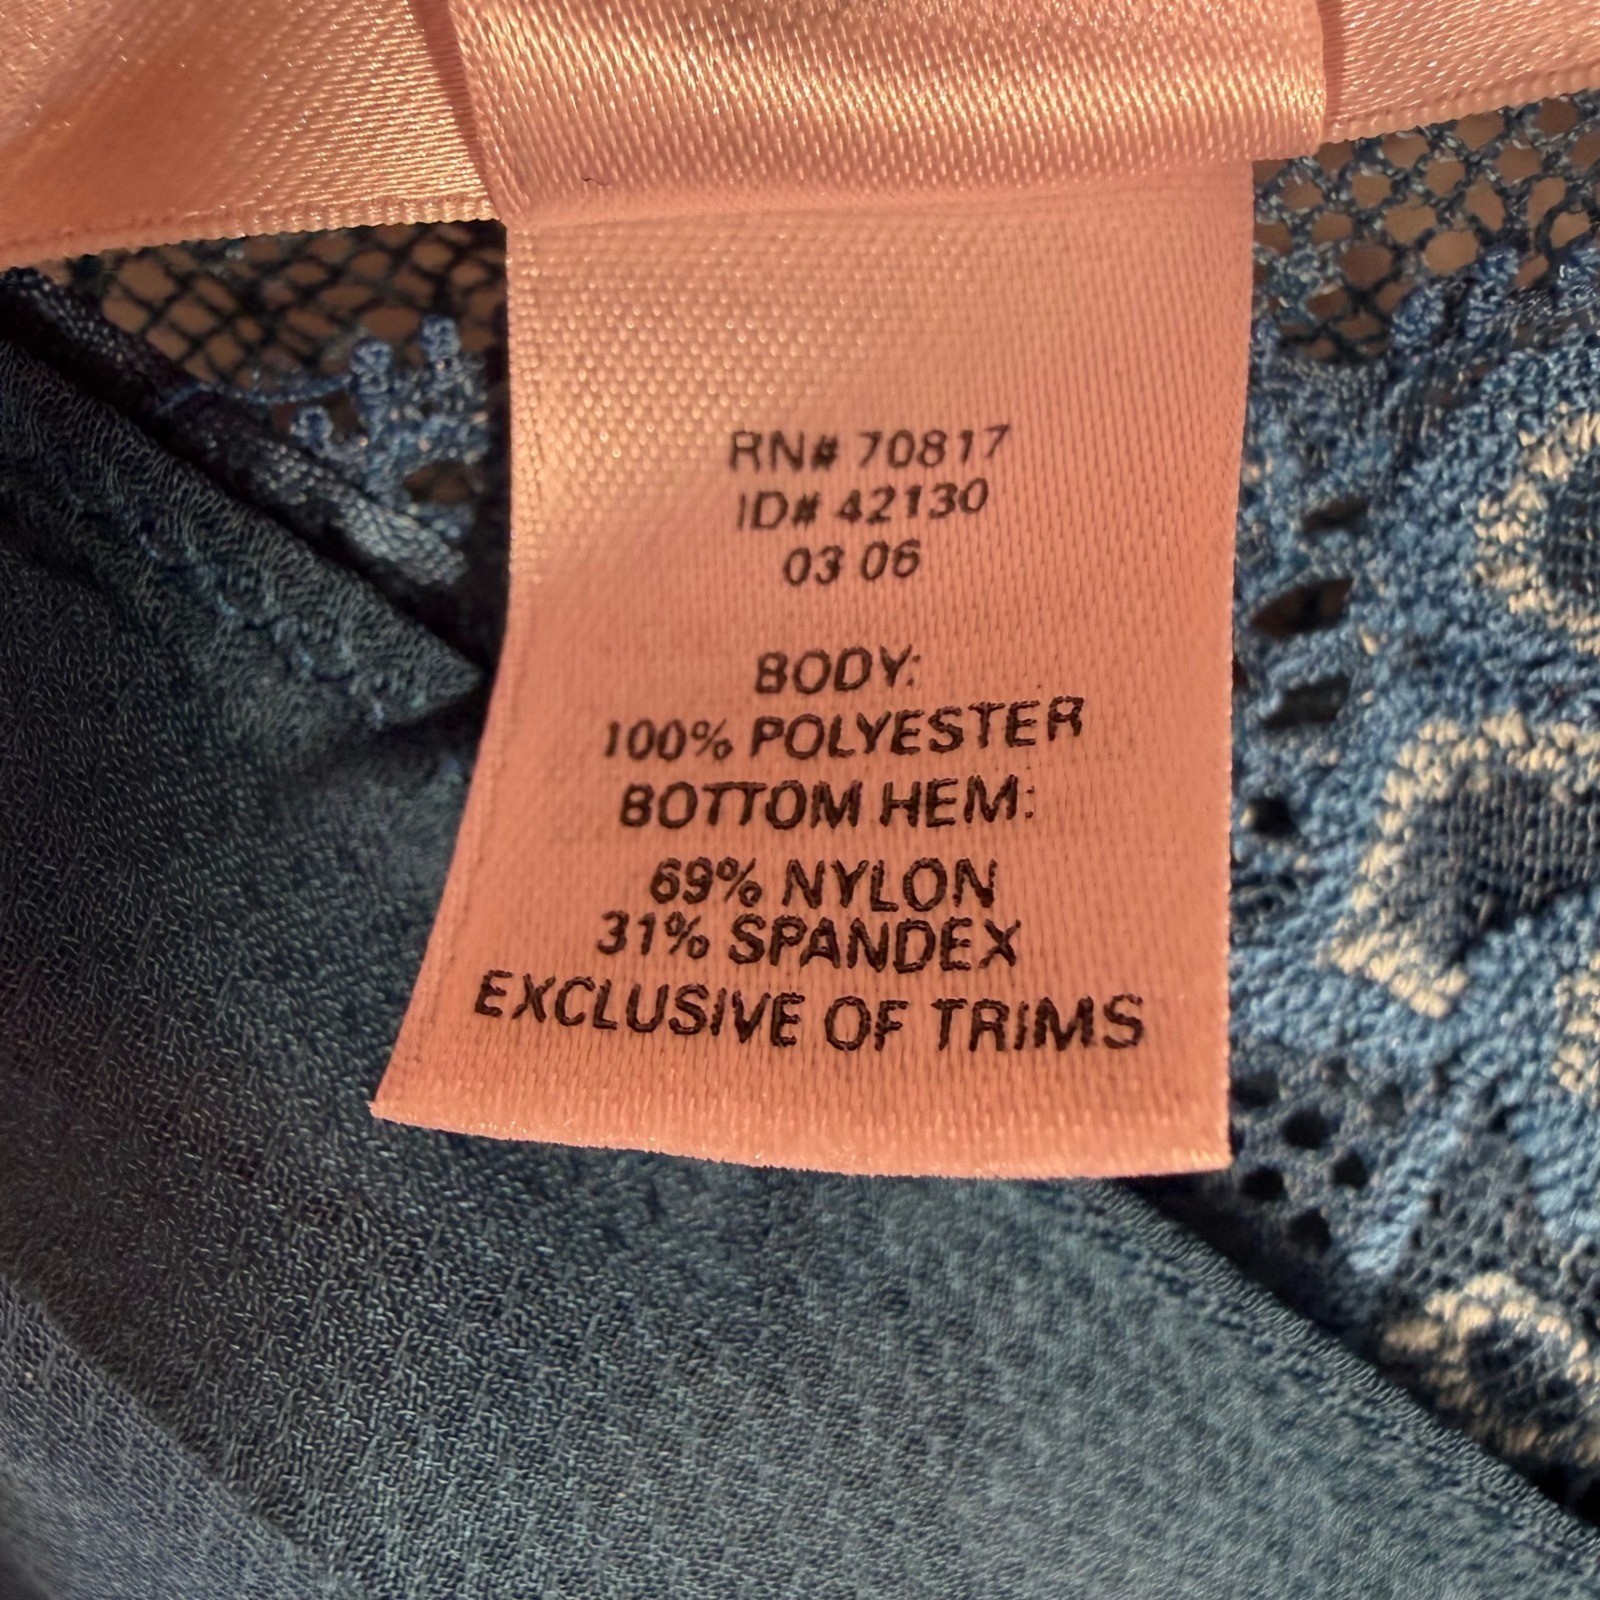 RN# 70817
ID# 42130
03 06
BODY:
100% POLYESTER
BOTTOM HEM:
69% NYLON
31% SPANDEX
EXCLUSIVE OF TRIMS